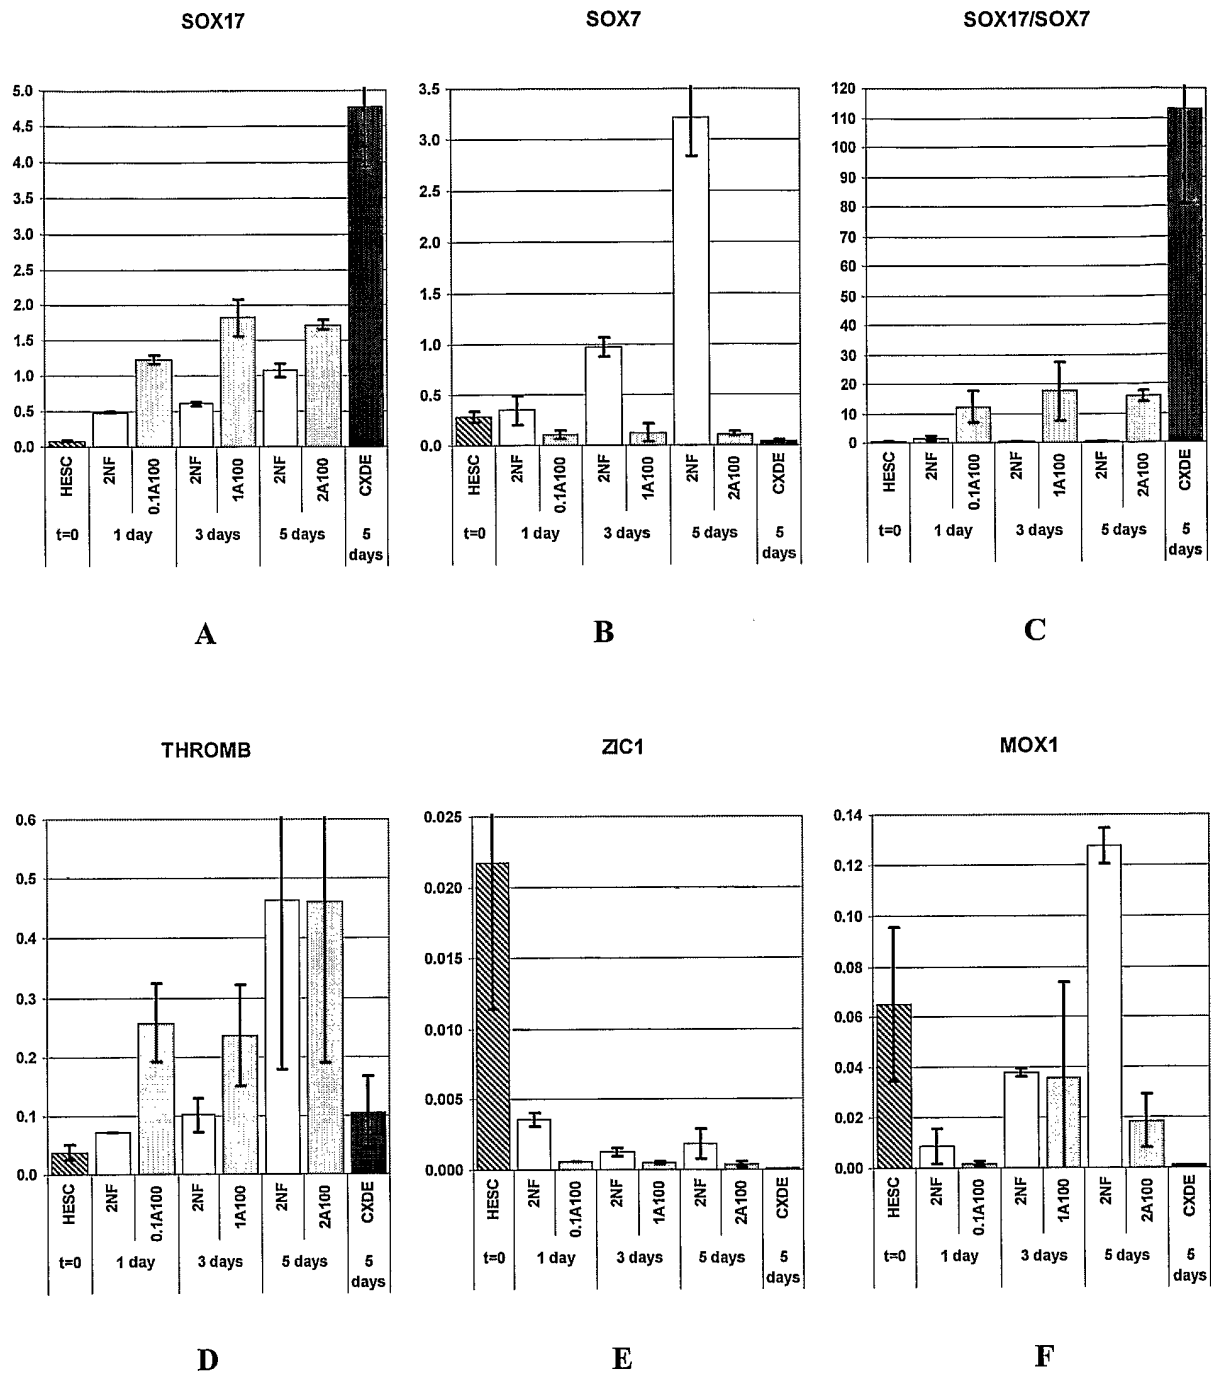 SOX17
5.0
4.5
4.0
3.5
3.0
2.5
2.0
1.5
1.0
0.5
0.0
HESC
2NF
0.1A100
2NF
1A100
2NF
2A100
CXDE
t=0
1 day
3 days
5 days
5
days
A
SOX7
3.5
3.0
2.5
2.0
1.5
1.0
0.5
0.0
HESC
2NF
0.1A100
2NF
1A100
2NF
2A100
CXDE
t=0
1 day
3 days
5 days
5
days
B
SOX17/SOX7
120
110
100
90
80
70
60
50
40
30
20
10
0
HESC
2NF
0.1A100
2NF
1A100
2NF
2A100
CXDE
t=0
1 day
3 days
5 days
5
days
C
THROMB
0.6
0.5
0.4
0.3
0.2
0.1
0.0
HESC
2NF
0.1A100
2NF
1A100
2NF
2A100
CXDE
t=0
1 day
3 days
5 days
5
days
D
ZIC1
0.025
0.020
0.015
0.010
0.005
0.000
HESC
2NF
0.1A100
2NF
1A100
2NF
2A100
CXDE
t=0
1 day
3 days
5 days
5
days
E
MOX1
0.14
0.12
0.10
0.08
0.06
0.04
0.02
0.00
HESC
2NF
0.1A100
2NF
1A100
2NF
2A100
CXDE
t=0
1 day
3 days
5 days
5
days
F